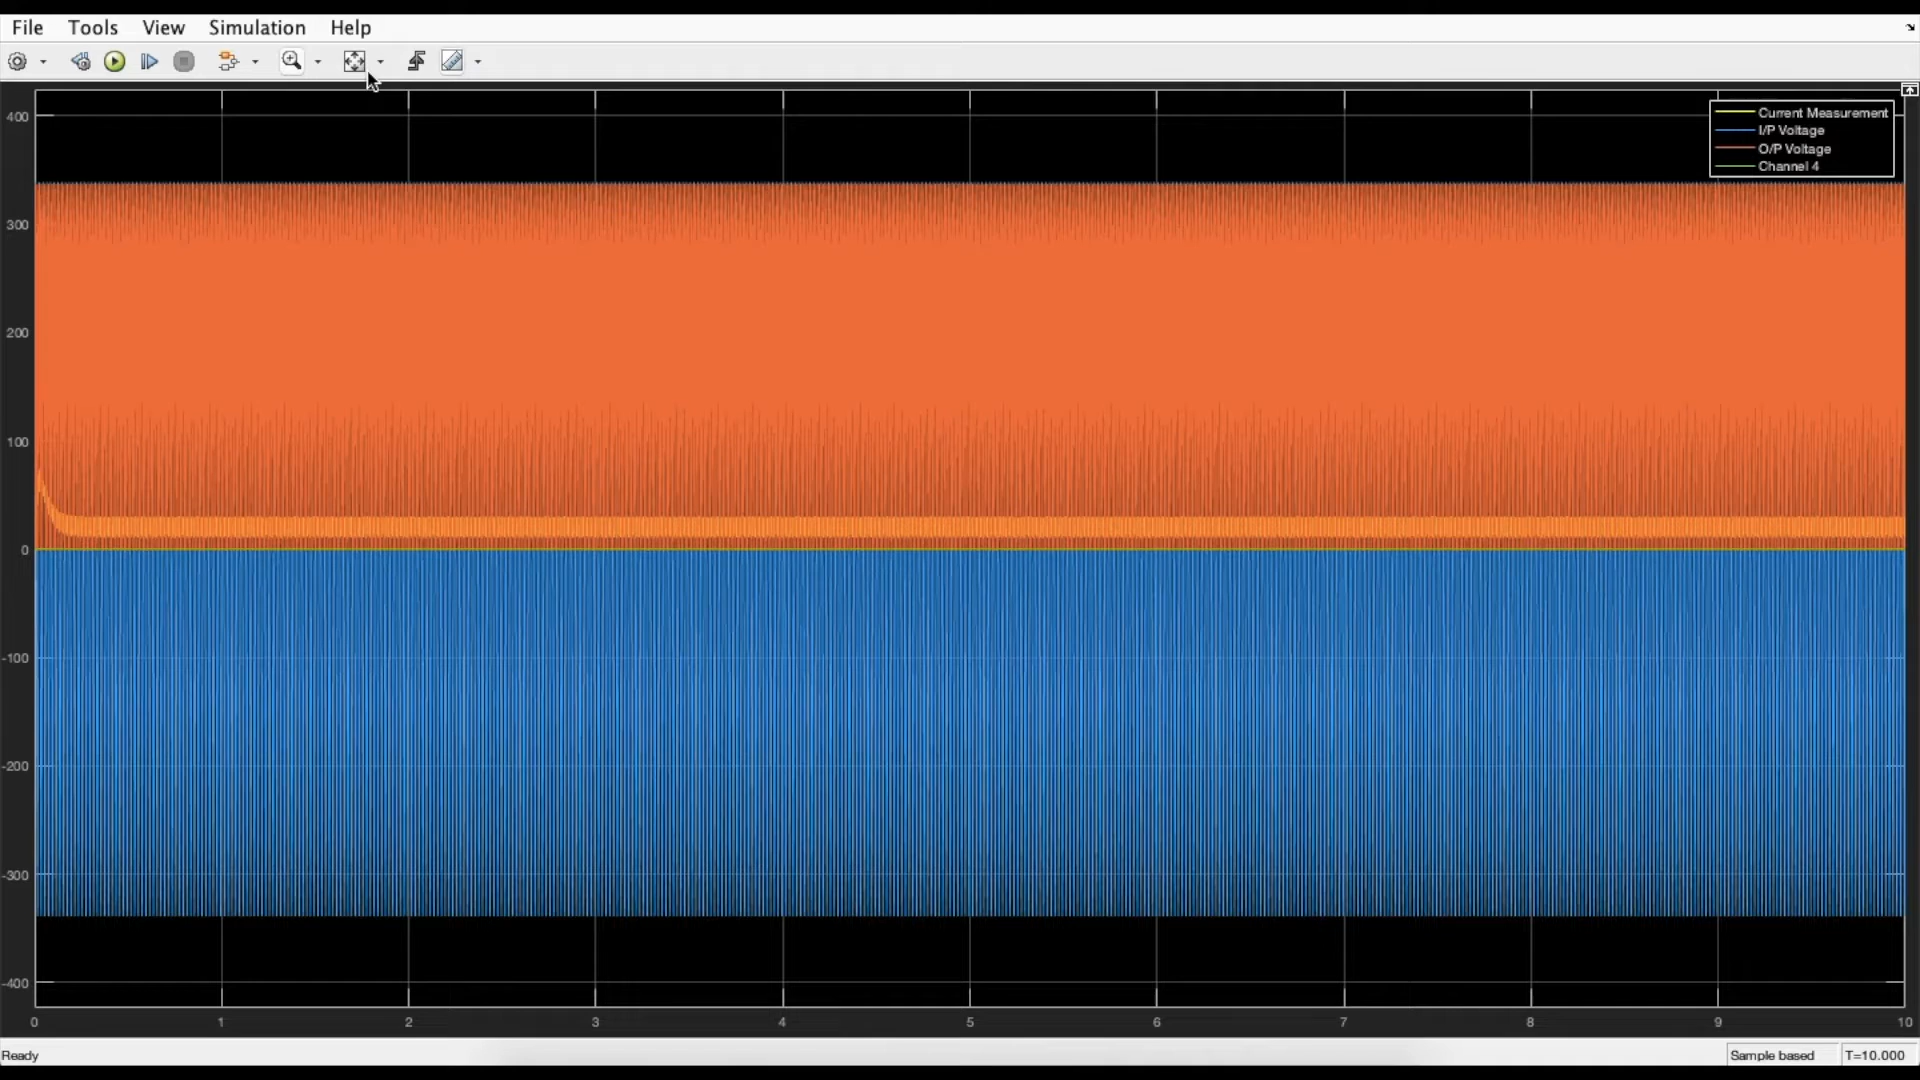 File Tools View Simulation Help
Current Measurement
I/P Voltage
O/P Voltage
Channel 4
400
300
200
100
0
-100
-200
-300
-400
0 1 2 3 4 5 6 7 8 9 10
Ready Sample based T=10.000